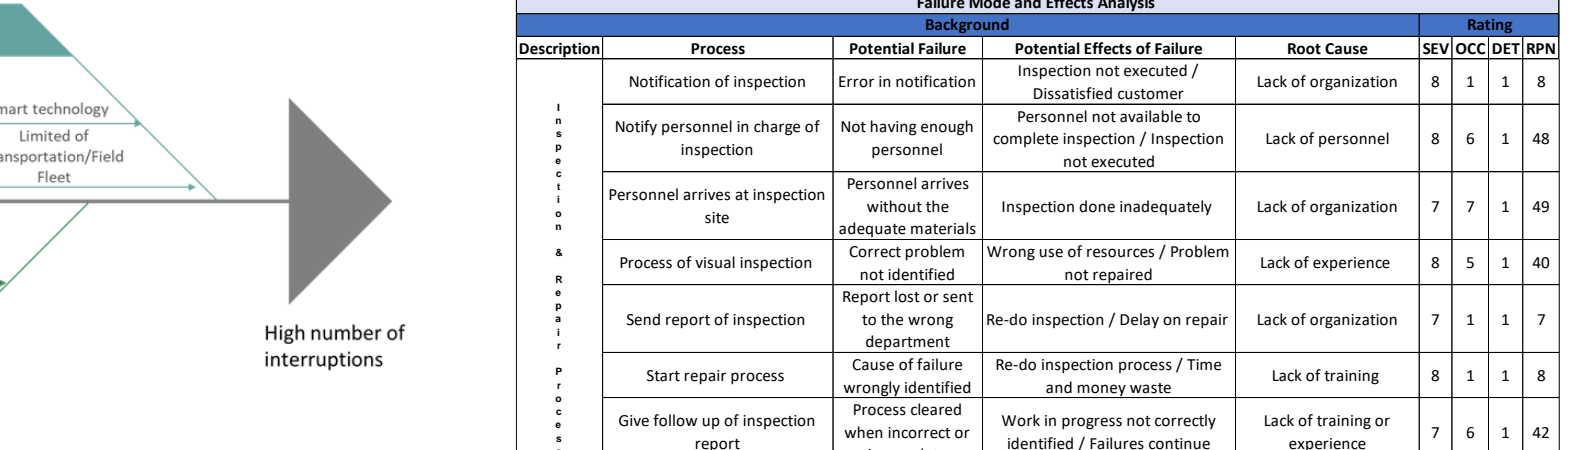 technology
Limited of
Fleet
High number of
interruptions
Failure Mode and Effects Analysis
Background Rating
Description Process Potential Failure Potential Effects of Failure Root Cause SEV OCC DET RPN
Inspection & Repair
Notification of inspection Error in notification Inspection not executed / Dissatisfied customer Lack of organization 8 1 1 8
Notify personnel in charge of inspection Not having enough personnel Personnel not available to complete inspection / Inspection not executed Lack of personnel 8 6 1 48
Personnel arrives at inspection site Personnel arrives without the adequate materials Inspection done inadequately Lack of organization 7 7 1 49
Process of visual inspection Correct problem not identified Wrong use of resources / Problem not repaired Lack of experience 8 5 1 40
Send report of inspection Report lost or sent to the wrong department Re-do inspection / Delay on repair Lack of organization 7 1 1 7
Start repair process Cause of failure wrongly identified Re-do inspection process / Time and money waste Lack of training 8 1 1 8
Give follow up of inspection report Process cleared when incorrect or Work in progress not correctly identified / Failures continue Lack of training or experience 7 6 1 42